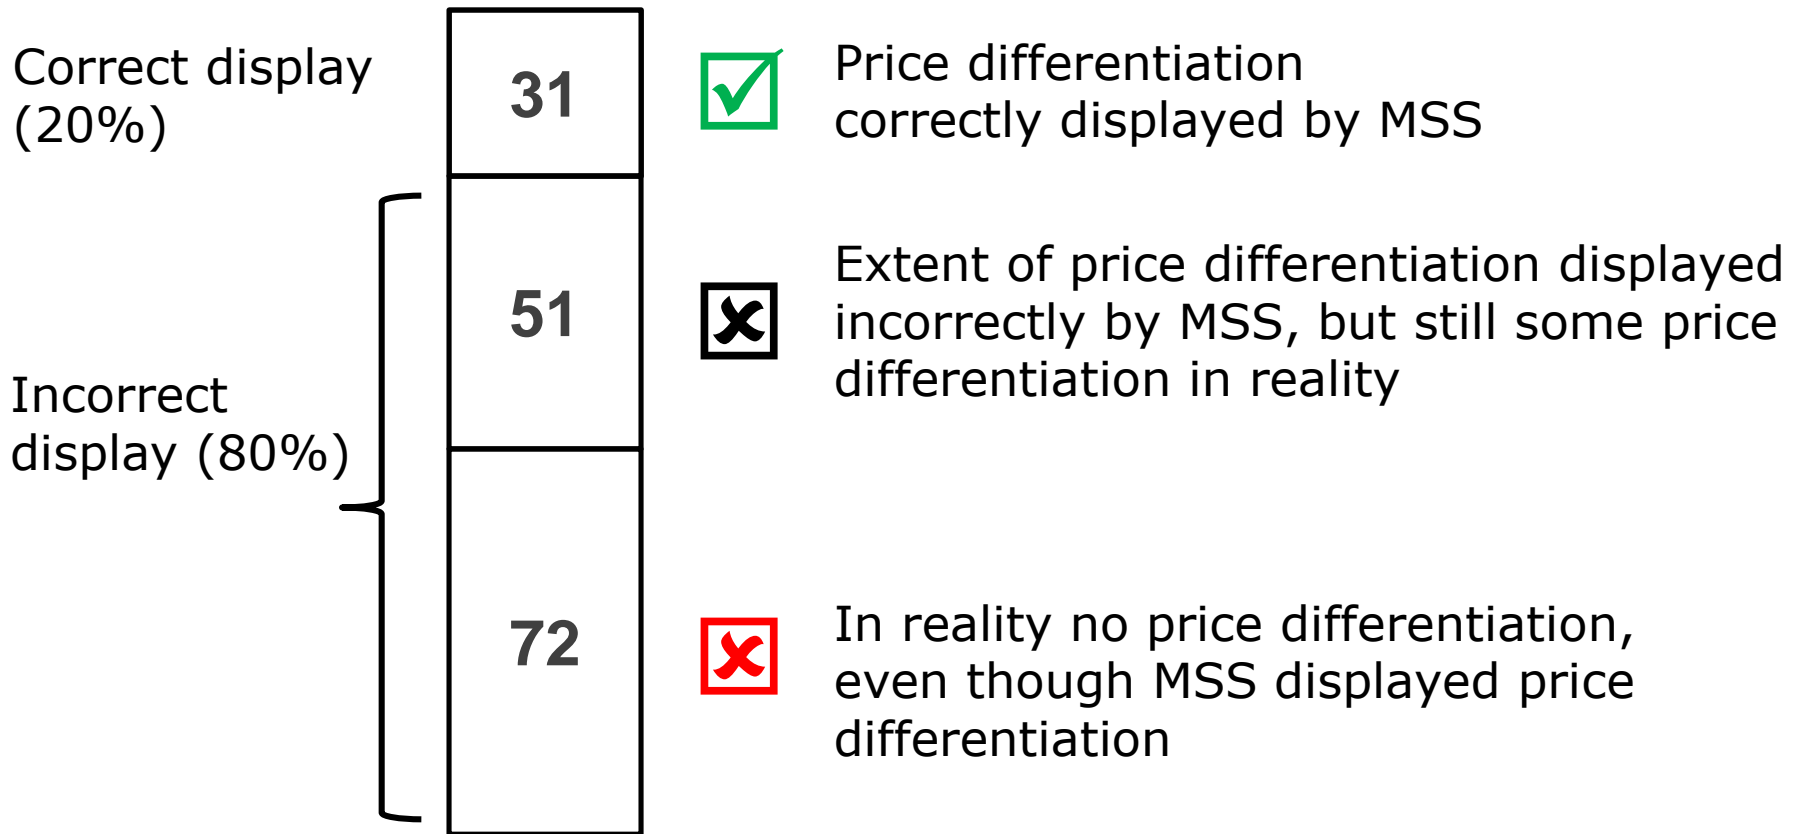 Correct display
(20%)
31
Price differentiation
correctly displayed by MSS
Incorrect
display (80%)
51
Extent of price differentiation displayed
incorrectly by MSS, but still some price
differentiation in reality
72
In reality no price differentiation,
even though MSS displayed price
differentiation